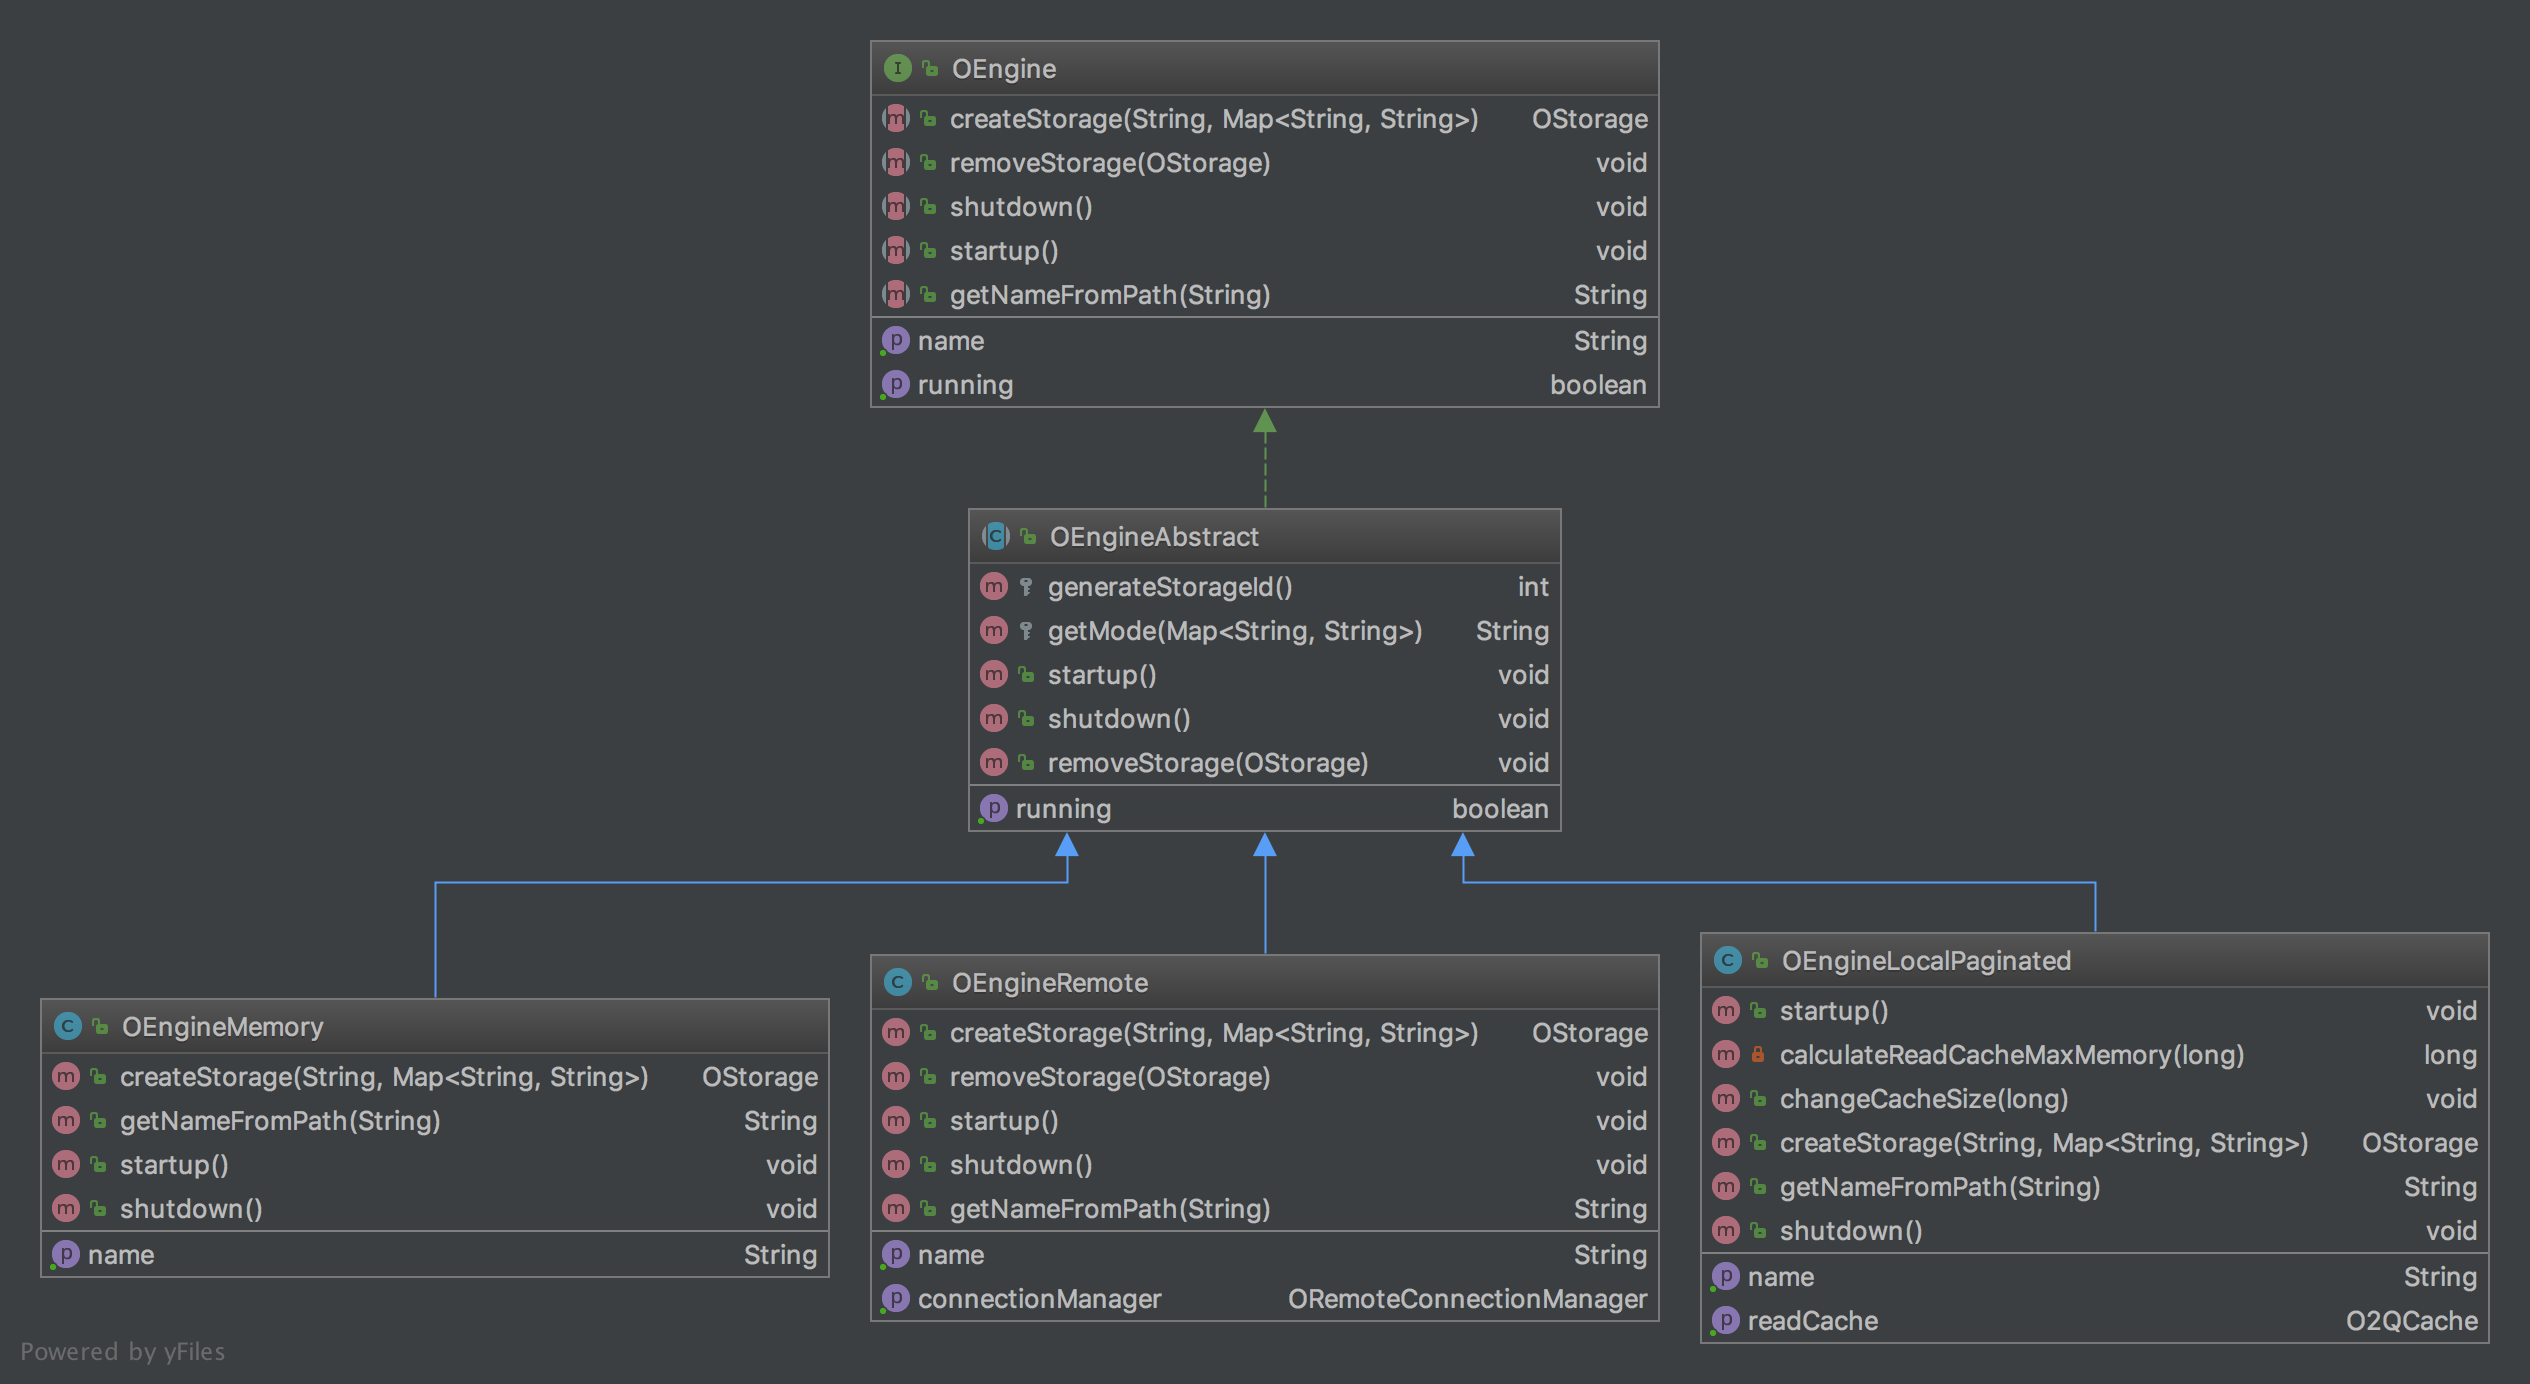 I OEngine
m createStorage(String, Map<String, String>) OStorage
m removeStorage(OStorage) void
m shutdown() void
m startup() void
m getNameFromPath(String) String
p name String
p running boolean
C OEngineAbstract
m generateStorageId() int
m getMode(Map<String, String>) String
m startup() void
m shutdown() void
m removeStorage(OStorage) void
p running boolean
C OEngineMemory
m createStorage(String, Map<String, String>) OStorage
m getNameFromPath(String) String
m startup() void
m shutdown() void
p name String
C OEngineRemote
m createStorage(String, Map<String, String>) OStorage
m removeStorage(OStorage) void
m startup() void
m shutdown() void
m getNameFromPath(String) String
p name String
p connectionManager ORemoteConnectionManager
C OEngineLocalPaginated
m startup() void
m calculateReadCacheMaxMemory(long) long
m changeCacheSize(long) void
m createStorage(String, Map<String, String>) OStorage
m getNameFromPath(String) String
m shutdown() void
p name String
p readCache O2QCache
Powered by yFiles